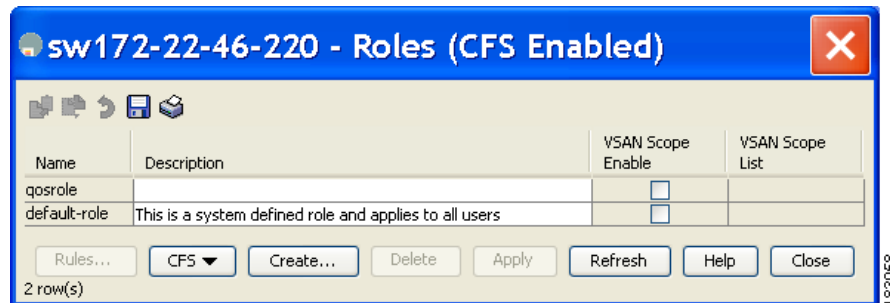 sw172-22-46-220 - Roles (CFS Enabled)
Name Description VSAN Scope Enable VSAN Scope List
qosrole
default-role This is a system defined role and applies to all users
Rules... CFS Create... Delete Apply Refresh Help Close
2 row(s)